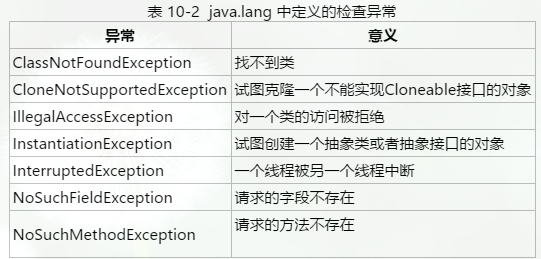 表 10-2 java.lang 中定义的检查异常
异常 意义
ClassNotFoundException 找不到类
CloneNotSupportedException 试图克隆一个不能实现Cloneable接口的对象
IllegalAccessException 对一个类的访问被拒绝
InstantiationException 试图创建一个抽象类或者抽象接口的对象
InterruptedException 一个线程被另一个线程中断
NoSuchFieldException 请求的字段不存在
NoSuchMethodException 请求的方法不存在